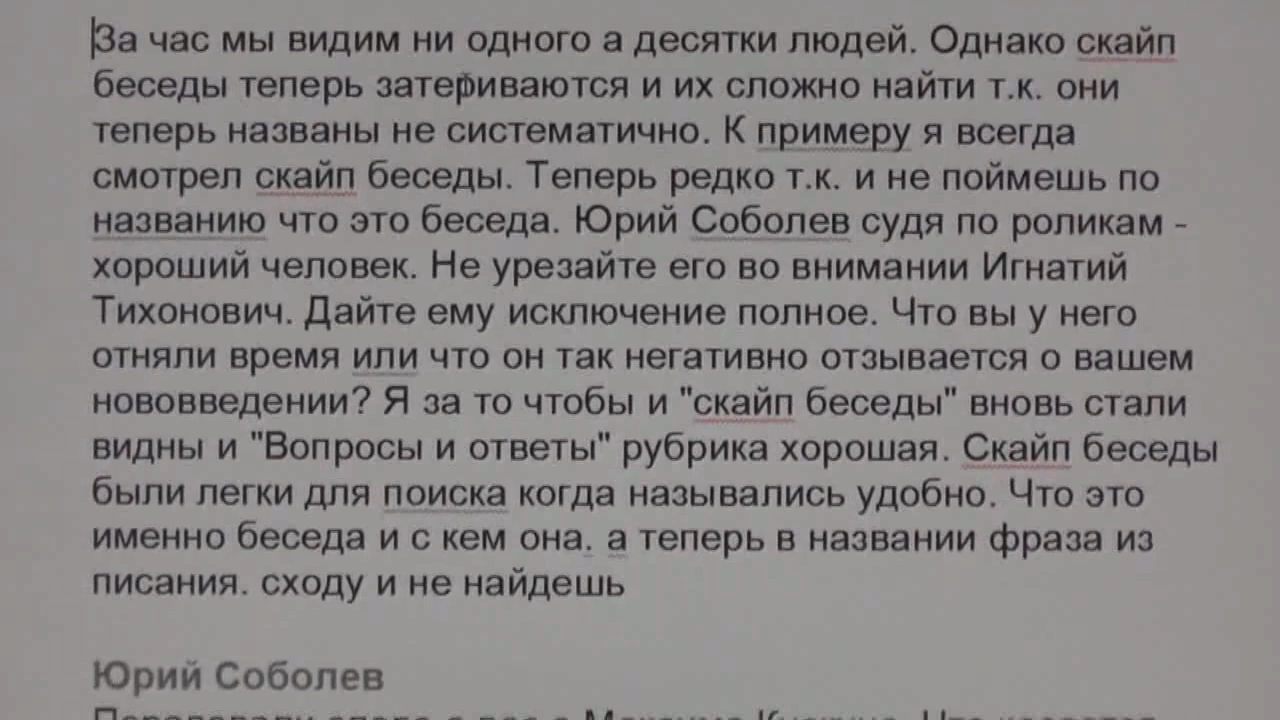 За час мы видим ни одного а десятки людей. Однако скайп
беседы теперь затериваются и их сложно найти т.к. они
теперь названы не систематично. К примеру я всегда
смотрел скайп беседы. Теперь редко т.к. и не поймешь по
названию что это беседа. Юрий Соболев судя по роликам -
хороший человек. Не урезайте его во внимании Игнатий
Тихонович. Дайте ему исключение полное. Что вы у него
отняли время или что он так негативно отзывается о вашем
нововведении? Я за то чтобы и "скайп беседы" вновь стали
видны и "Вопросы и ответы" рубрика хорошая. Скайп беседы
были легки для поиска когда назывались удобно. Что это
именно беседа и с кем она. а теперь в названии фраза из
писания. сходу и не найдешь
Юрий Соболев